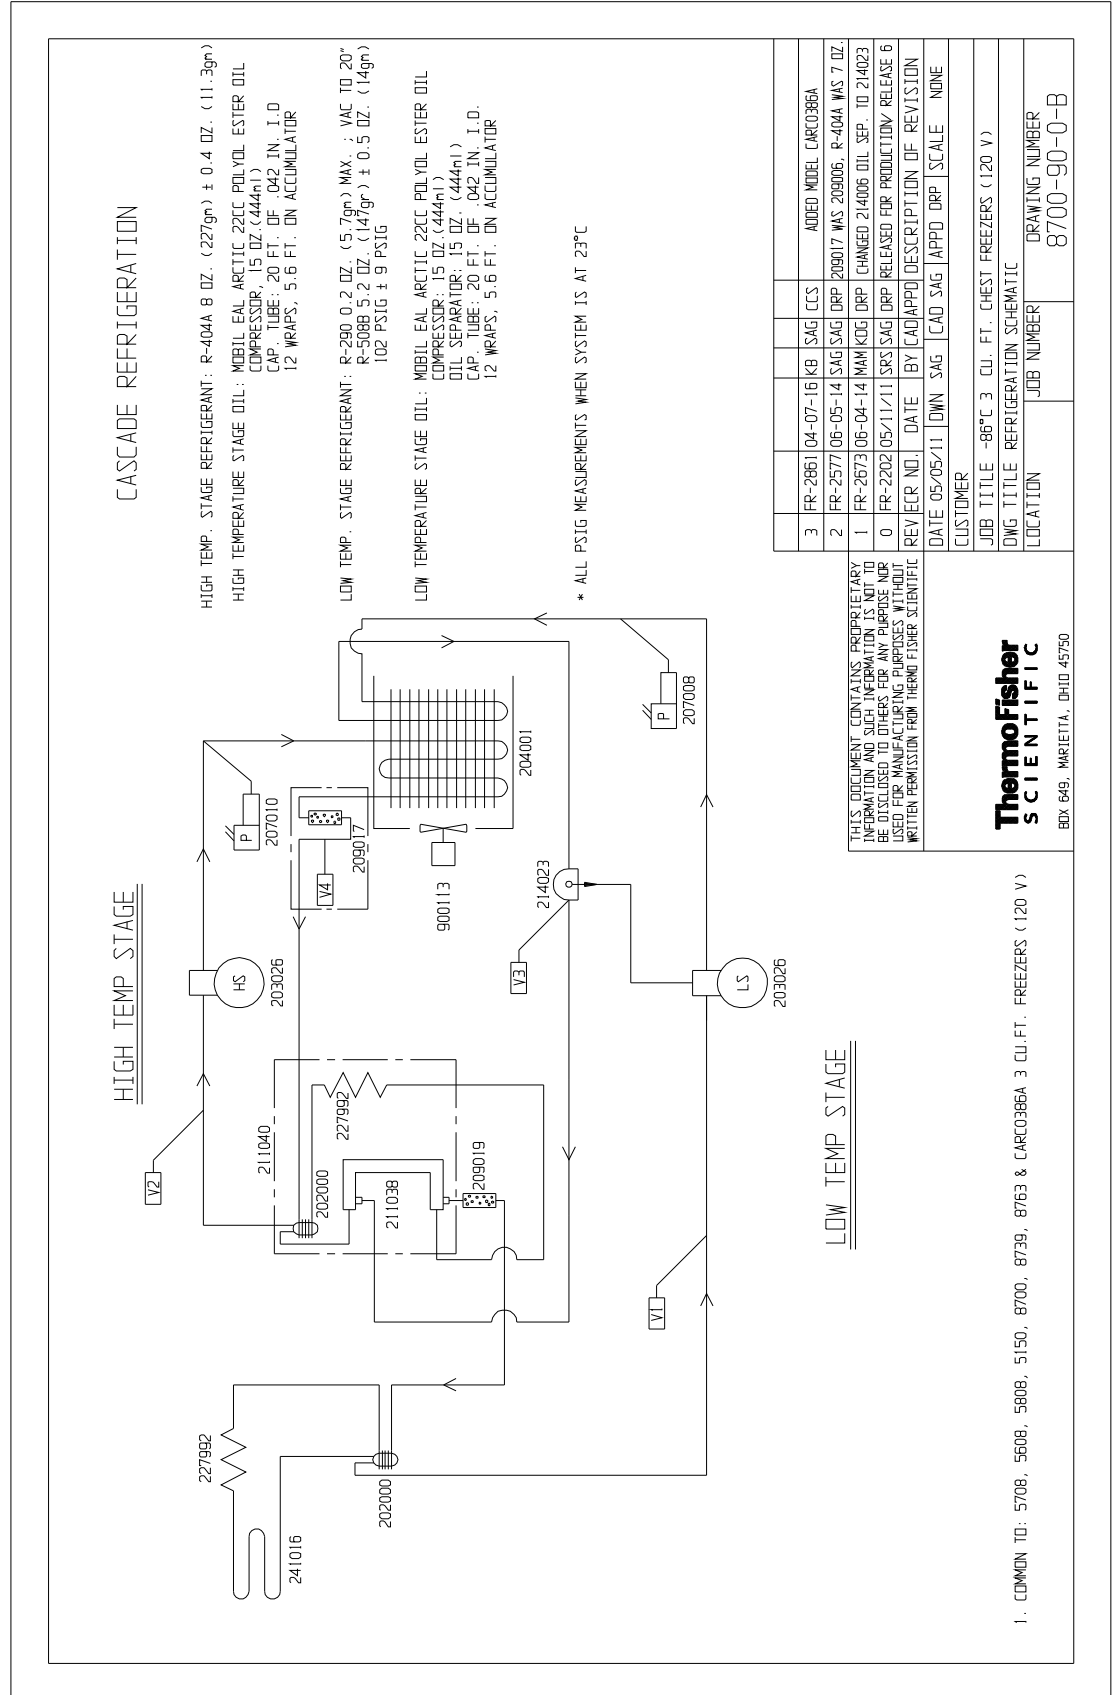 CASCADE REFRIGERATION
HIGH TEMP. STAGE REFRIGERANT: R-404A 8 OZ. (227gm) ± 0.4 OZ. (11.3gm)
HIGH TEMPERATURE STAGE OIL: MOBIL EAL ARCTIC 22CC POLYOL ESTER OIL
COMPRESSOR, 15 OZ.(444ml)
CAP. TUBE: 20 FT. OF .042 IN. I.D
12 WRAPS, 5.6 FT. ON ACCUMULATOR
LOW TEMP. STAGE REFRIGERANT: R-290 0.2 OZ. (5.7gm) MAX. ; VAC TO 20"
R-508B 5.2 OZ. (147gr) ± 0.5 OZ. (14gm)
102 PSIG ± 9 PSIG
LOW TEMPERATURE STAGE OIL: MOBIL EAL ARTIC 22CC POLYOL ESTER OIL
COMPRESSOR: 15 OZ.(444ml)
OIL SEPARATOR: 15 OZ. (444ml)
CAP. TUBE: 20 FT. OF .042 IN. I.D.
12 WRAPS, 5.6 FT. ON ACCUMULATOR
* ALL PSIG MEASUREMENTS WHEN SYSTEM IS AT 23°C
HIGH TEMP STAGE
V2
HS
203026
P
207010
209017
V4
900113
204001
211040
202000
227992
211038
209019
214023
V3
P
207008
LS
203026
V1
LOW TEMP STAGE
227992
241016
202000
1. COMMON TO: 5708, 5608, 5808, 5150, 8700, 8739, 8763 & CARC0386A 3 CU.FT. FREEZERS (120 V)
THIS DOCUMENT CONTAINS PROPRIETARY
INFORMATION AND SUCH INFORMATION IS NOT TO
BE DISCLOSED TO OTHERS FOR ANY PURPOSE NOR
USED FOR MANUFACTURING PURPOSES WITHOUT
WRITTEN PERMISSION FROM THERMO FISHER SCIENTIFIC
ThermoFisher
SCIENTIFIC
BOX 649, MARIETTA, OHIO 45750
3 FR-2861 04-07-16 KB SAG CCS ADDED MODEL CARC0386A
2 FR-2577 06-05-14 SAG SAG DRP 209017 WAS 209006, R-404A WAS 7 OZ.
1 FR-2673 06-04-14 MAM KDG DRP CHANGED 214006 OIL SEP. TO 214023
0 FR-2202 05/11/11 SRS SAG DRP RELEASED FOR PRODUCTION/ RELEASE 6
REV ECR NO. DATE BY CAD APPD DESCRIPTION OF REVISION
DATE 05/05/11 DWN SAG CAD SAG APPD DRP SCALE NONE
CUSTOMER
JOB TITLE -86°C 3 CU. FT. CHEST FREEZERS (120 V)
DWG TITLE REFRIGERATION SCHEMATIC
LOCATION JOB NUMBER DRAWING NUMBER
8700-90-0-B